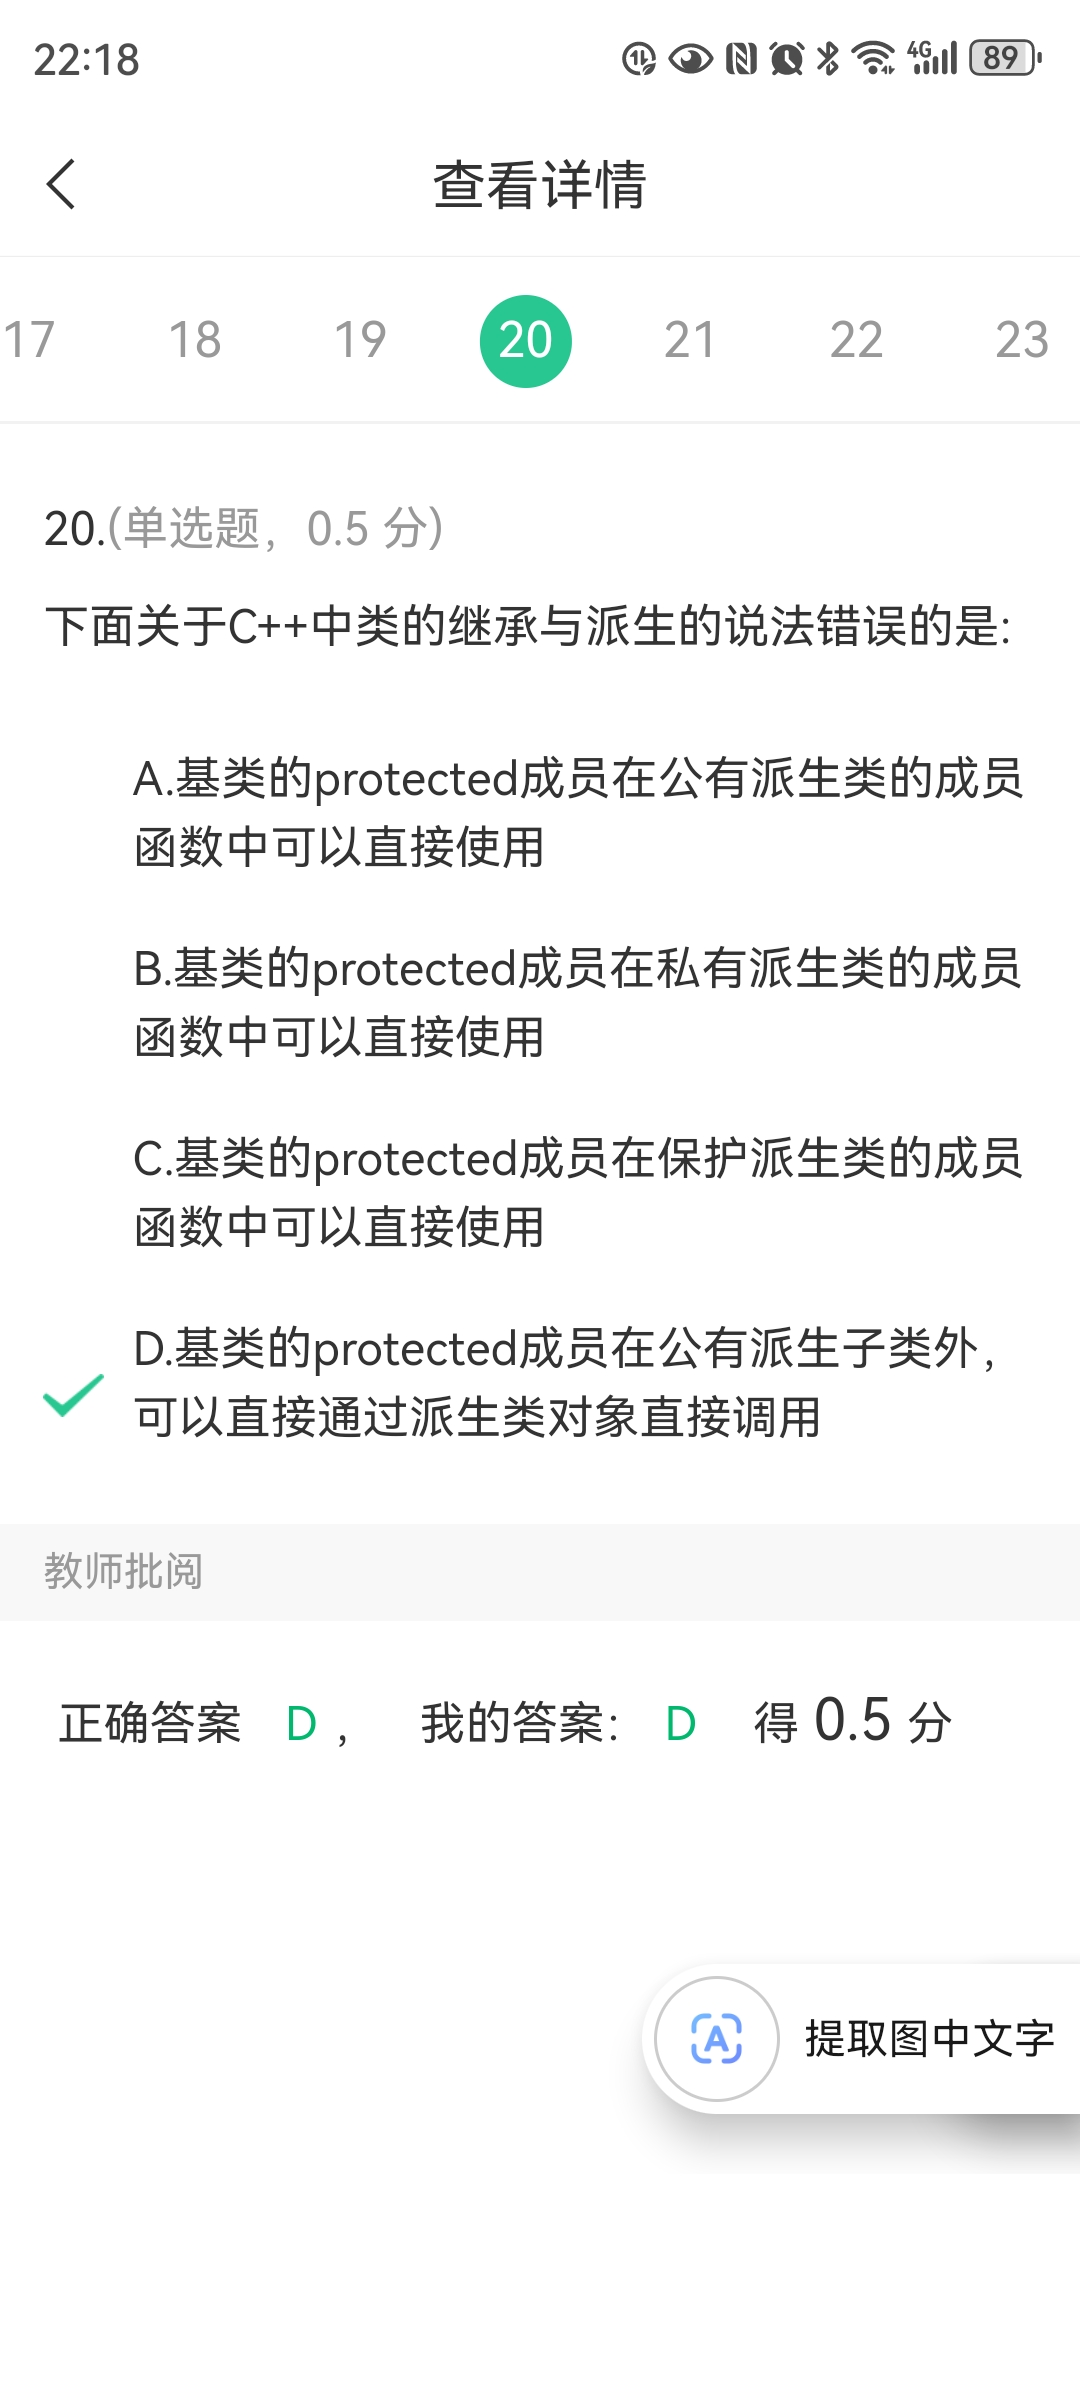 22:18
4G 89
查看详情
17 18 19 20 21 22 23
20.(单选题，0.5 分)
下面关于C++中类的继承与派生的说法错误的是:
A.基类的protected成员在公有派生类的成员
函数中可以直接使用
B.基类的protected成员在私有派生类的成员
函数中可以直接使用
C.基类的protected成员在保护派生类的成员
函数中可以直接使用
D.基类的protected成员在公有派生子类外，
可以直接通过派生类对象直接调用
教师批阅
正确答案 D ， 我的答案： D 得 0.5 分
A 提取图中文字